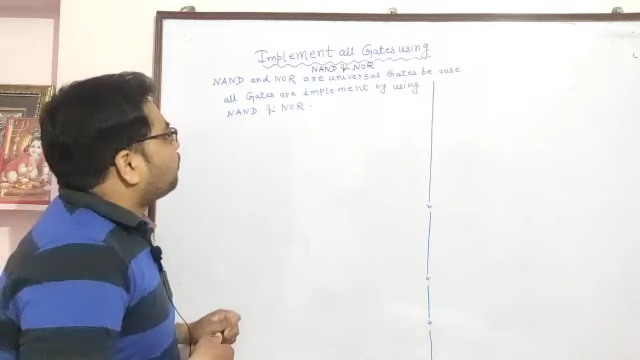 Implement all Gates using
NAND & NOR
NAND and NOR are universal Gates be cause
all Gates are implement by using
NAND & NOR.